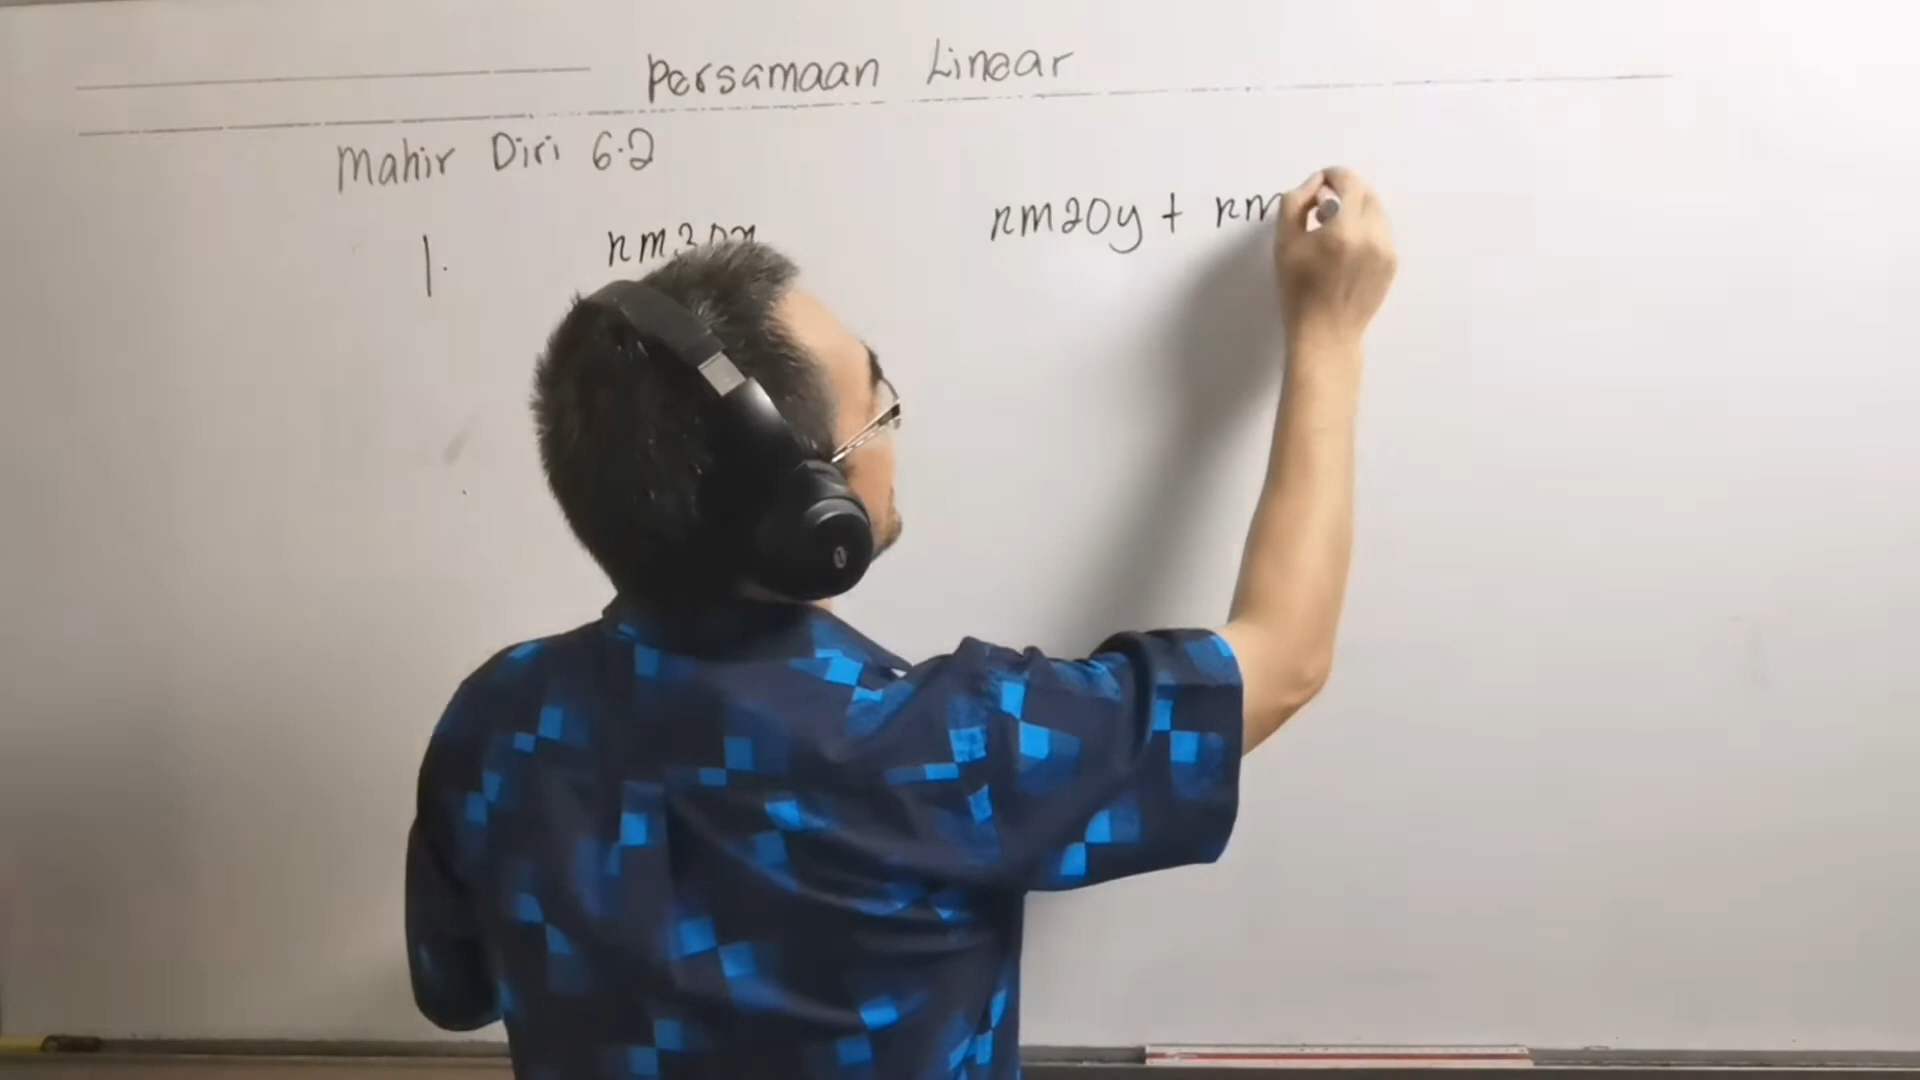 Persamaan Linear
Mahir Diri 6.2
1. RM30x RM20y + RM